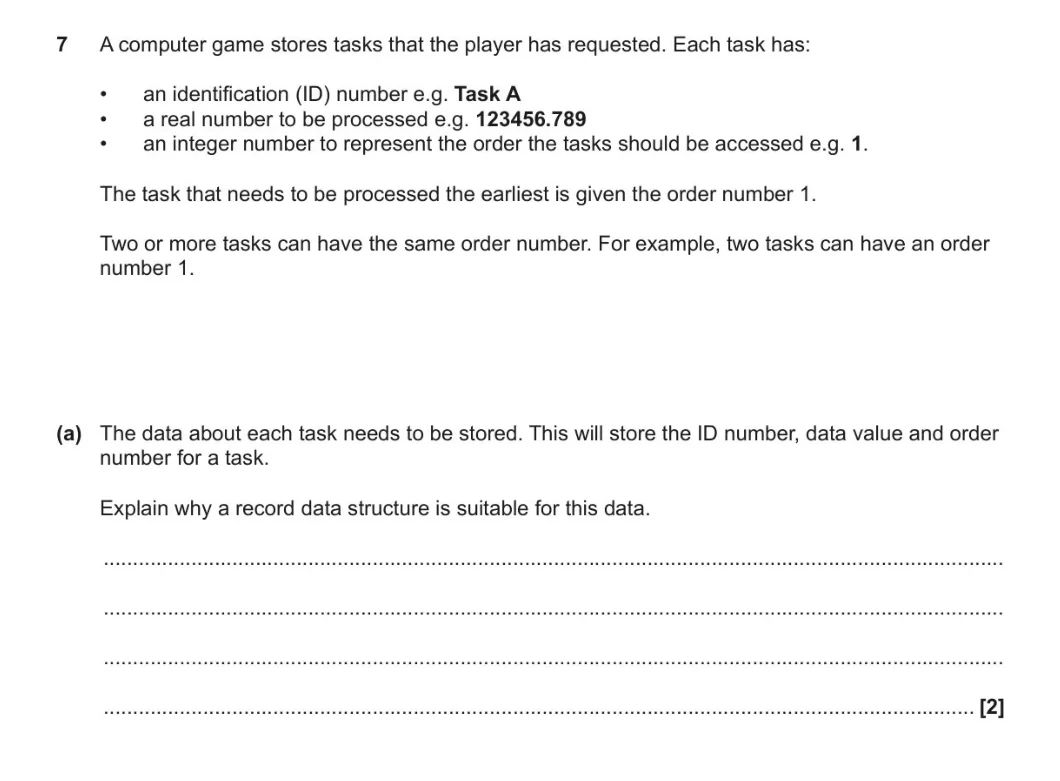 7 A computer game stores tasks that the player has requested. Each task has:
• an identification (ID) number e.g. Task A
• a real number to be processed e.g. 123456.789
• an integer number to represent the order the tasks should be accessed e.g. 1.
The task that needs to be processed the earliest is given the order number 1.
Two or more tasks can have the same order number. For example, two tasks can have an order
number 1.
(a) The data about each task needs to be stored. This will store the ID number, data value and order
number for a task.
Explain why a record data structure is suitable for this data.
[2]